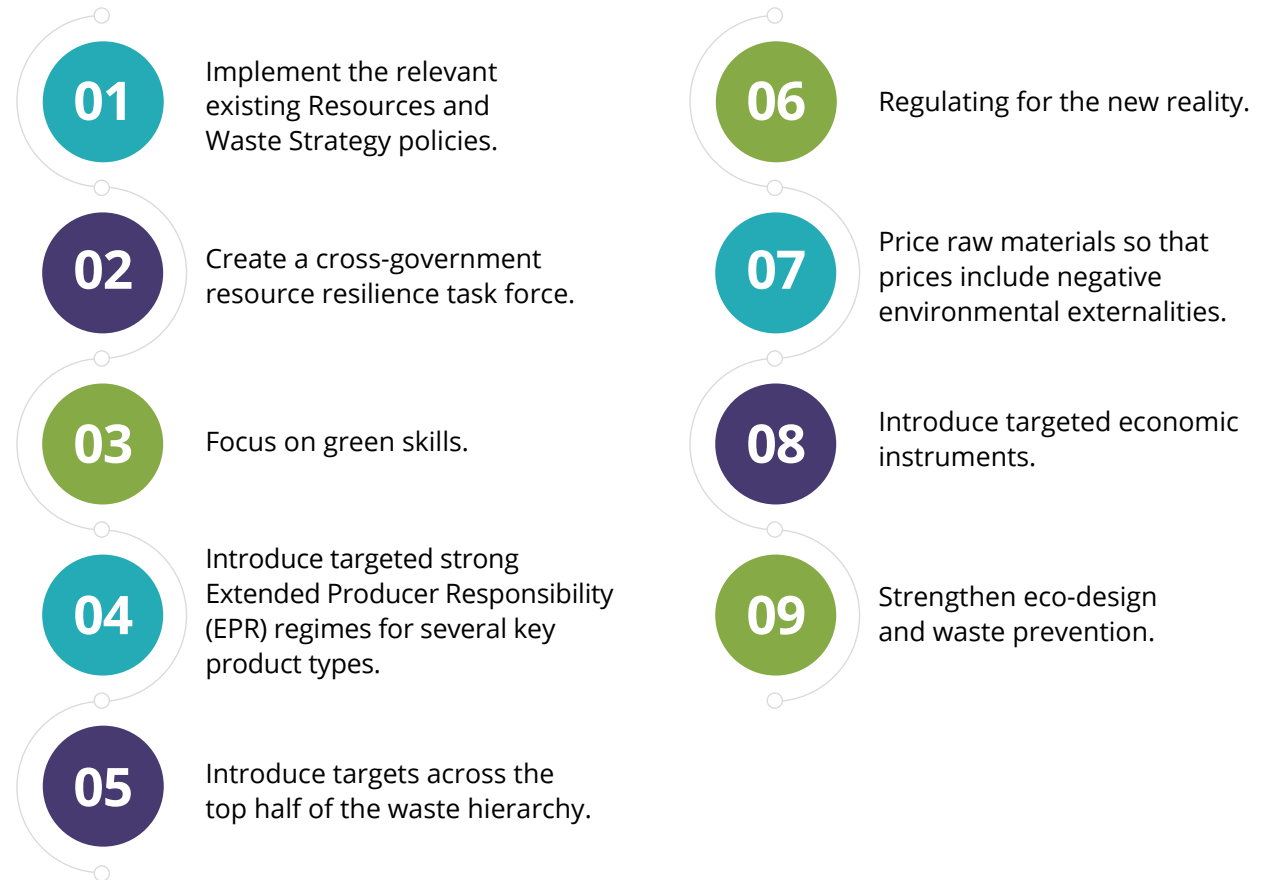 01
Implement the relevant
existing Resources and
Waste Strategy policies.
02
Create a cross-government
resource resilience task force.
03
Focus on green skills.
04
Introduce targeted strong
Extended Producer Responsibility
(EPR) regimes for several key
product types.
05
Introduce targets across the
top half of the waste hierarchy.
06
Regulating for the new reality.
07
Price raw materials so that
prices include negative
environmental externalities.
08
Introduce targeted economic
instruments.
09
Strengthen eco-design
and waste prevention.